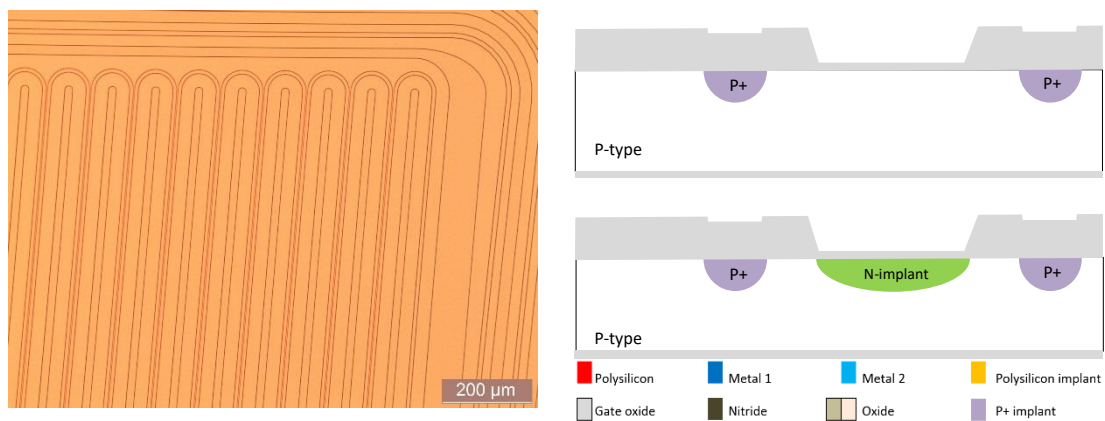 200 μm
P+
P+
P-type
P+
N-implant
P+
P-type
Polysilicon
Metal 1
Metal 2
Polysilicon implant
Gate oxide
Nitride
Oxide
P+ implant